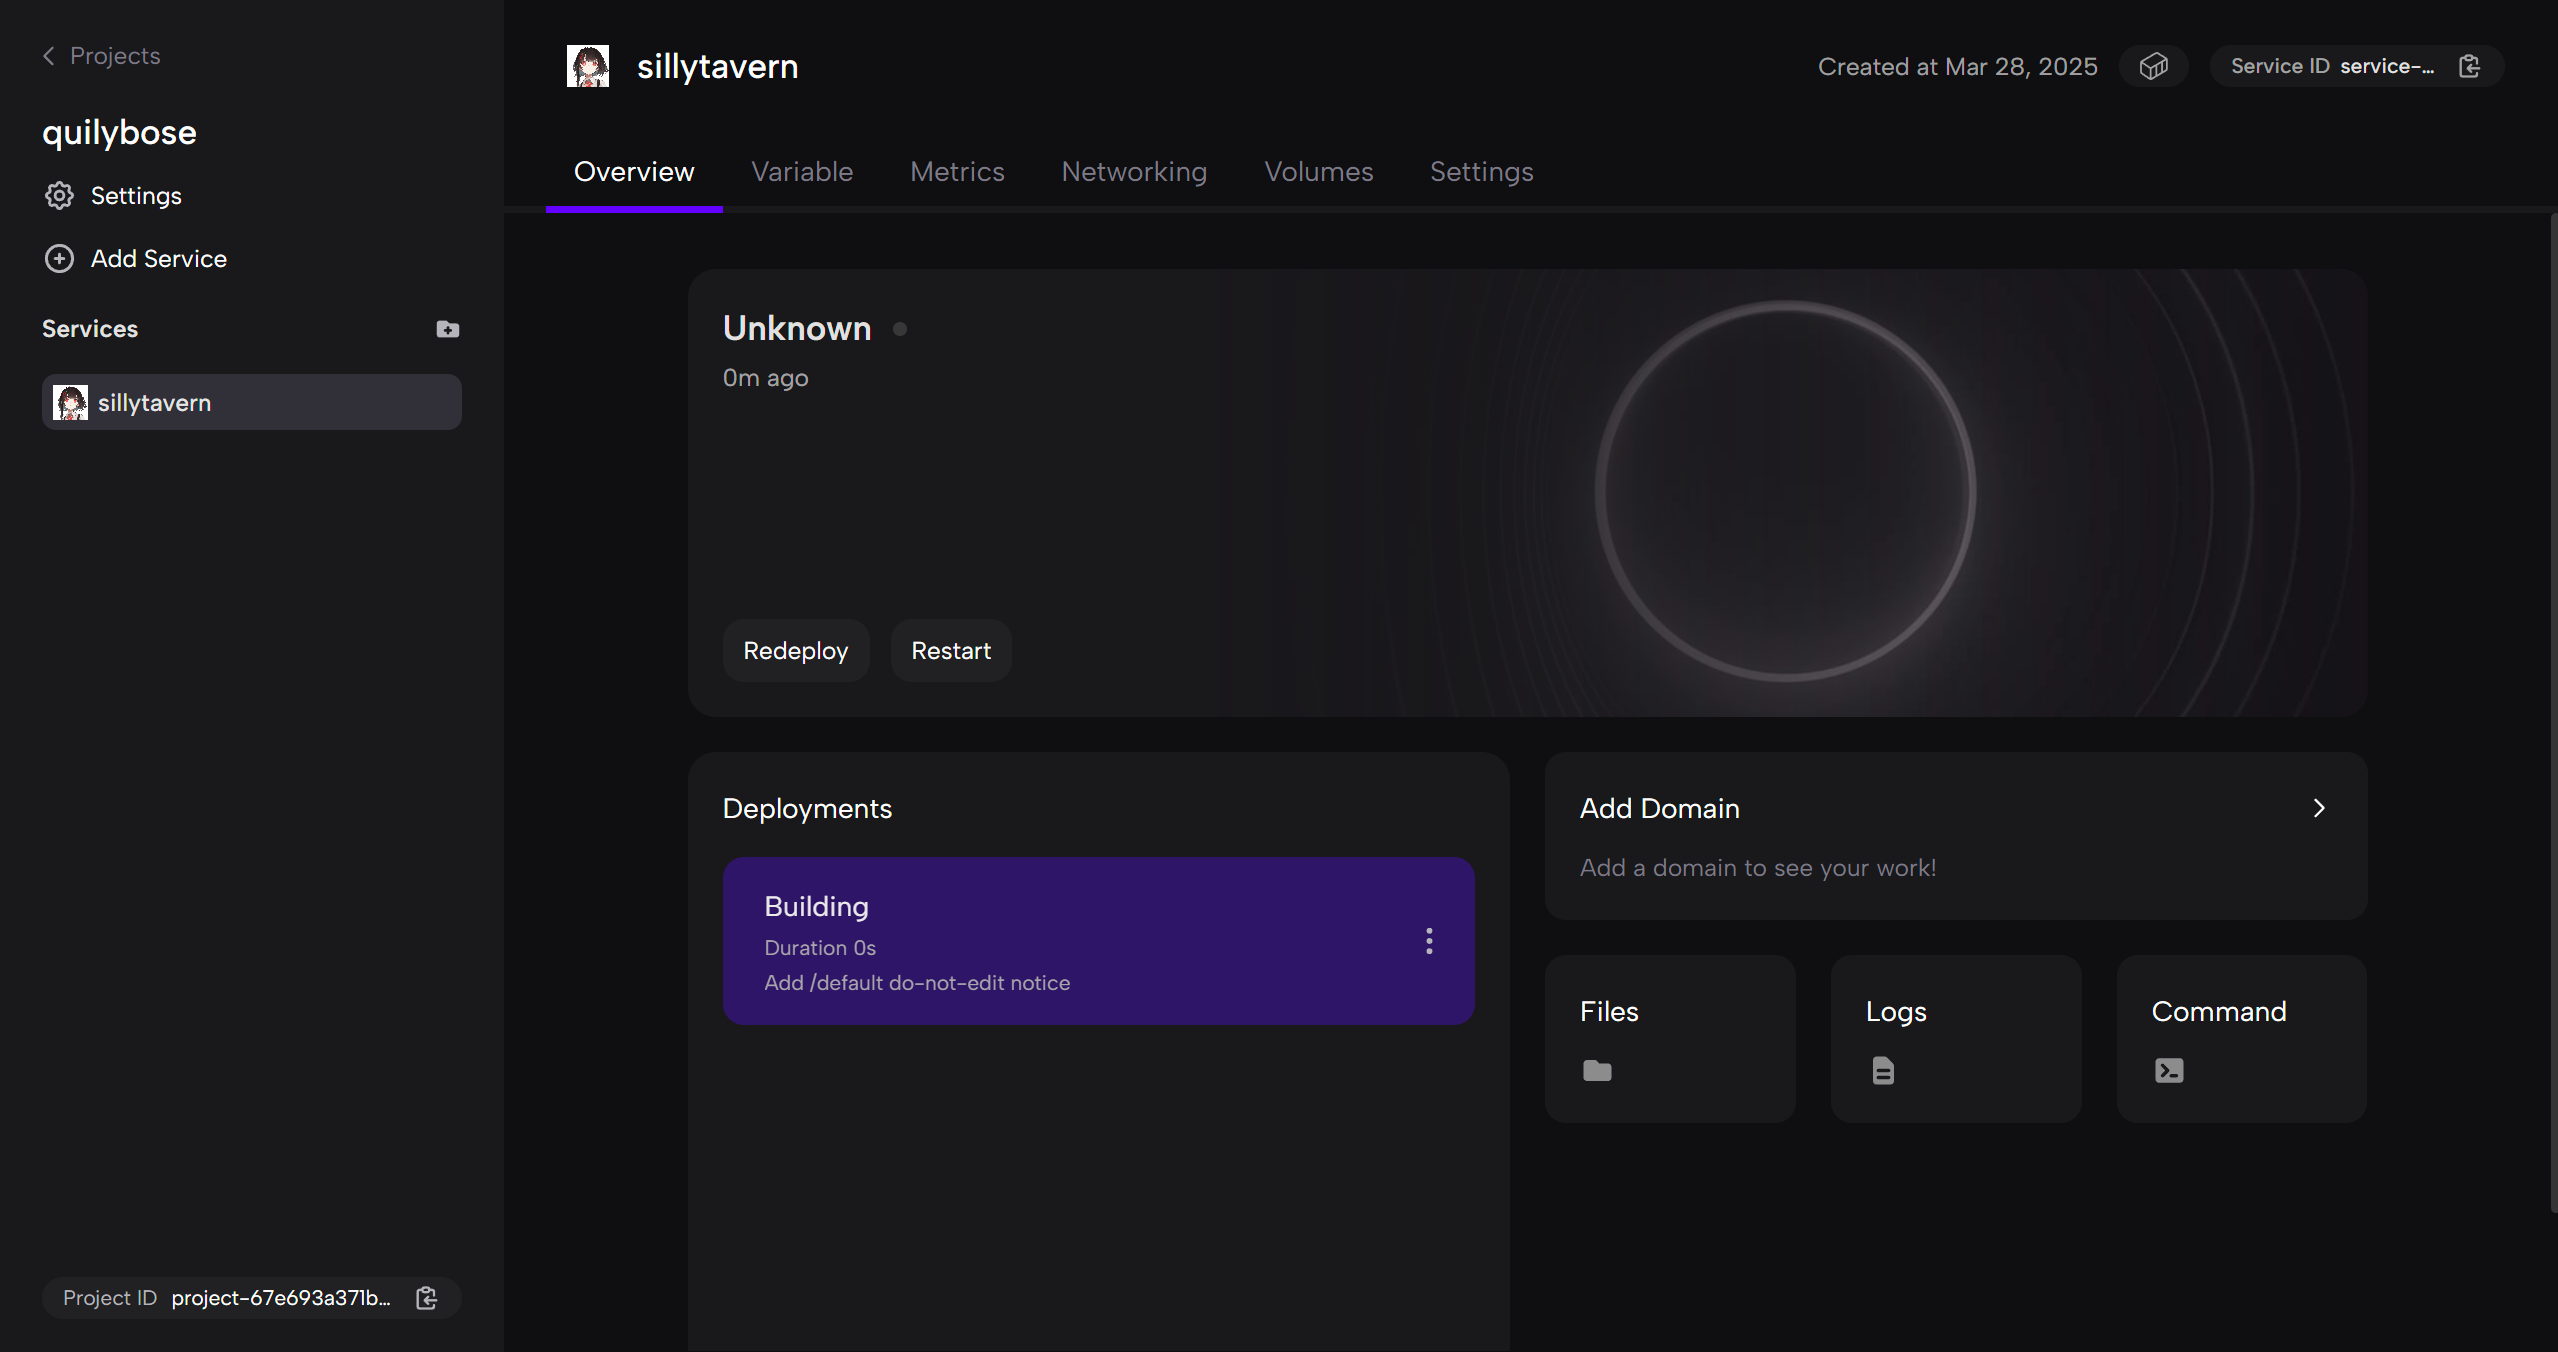 Projects
quilybose
Settings
Add Service
Services
sillytavern
Project ID project-67e693a371b...
sillytavern
Created at Mar 28, 2025
Service ID service-...
Overview
Variable
Metrics
Networking
Volumes
Settings
Unknown
0m ago
Redeploy
Restart
Deployments
Building
Duration 0s
Add /default do-not-edit notice
Add Domain
Add a domain to see your work!
Files
Logs
Command